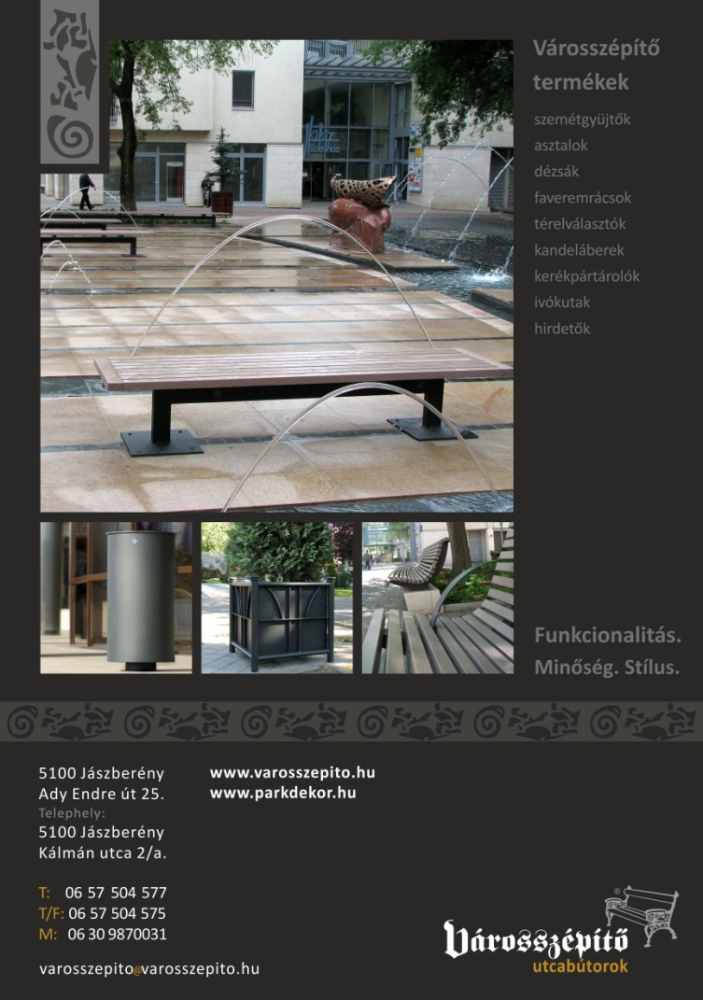 Városszépítő
termékek
szemétgyüjtők
asztalok
dézsák
faveremrácsok
térelválasztók
kandeláberek
kerékpártárolók
ivókutak
hirdetők
Funkcionalitás.
Minőség. Stílus.
5100 Jászberény
Ady Endre út 25.
Telephely:
5100 Jászberény
Kálmán utca 2/a.
www.varosszepito.hu
www.parkdekor.hu
T: 06 57 504 577
T/F: 06 57 504 575
M: 06 30 9870031
varosszepito@varosszepito.hu
®
Városszépítő
utcabútorok